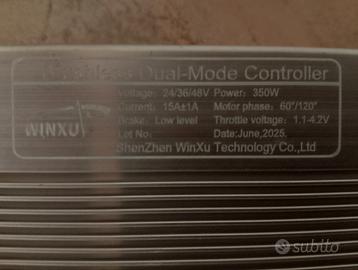 Brushless Dual-Mode Controller
Voltage: 24/36/48V Power: 350W
Current: 15A±1A Motor phase: 60°/120°
Brake: Low level Throttle voltage: 1.1-4.2V
Lot No: Date:June,2025.
ShenZhen WinXu Technology Co.,Ltd
WINXU
subito